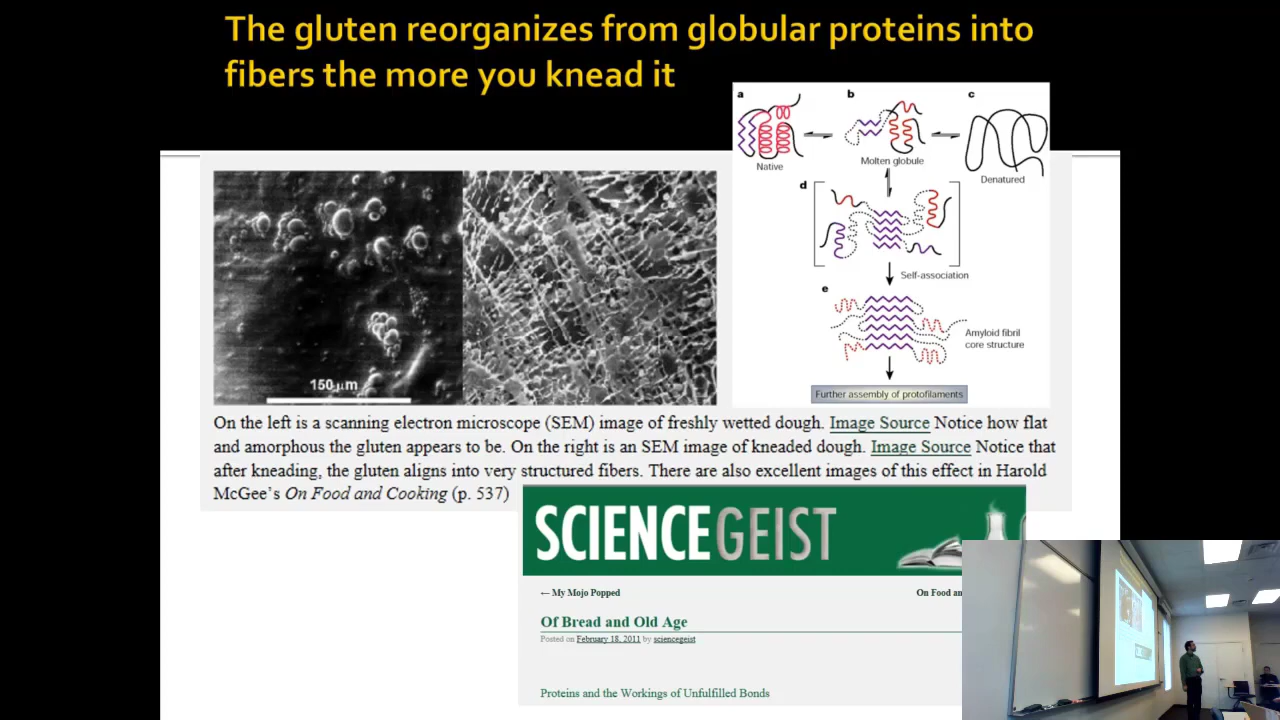 The gluten reorganizes from globular proteins into
fibers the more you knead it
a
b
c
Native
Molten globule
Denatured
d
Self-association
e
Amyloid fibril
core structure
Further assembly of protofilaments
150 µm
On the left is a scanning electron microscope (SEM) image of freshly wetted dough. Image Source Notice how flat
and amorphous the gluten appears to be. On the right is an SEM image of kneaded dough. Image Source Notice that
after kneading, the gluten aligns into very structured fibers. There are also excellent images of this effect in Harold
McGee's On Food and Cooking (p. 537)
SCIENCEGEIST
← My Mojo Popped
On Food an
Of Bread and Old Age
Posted on February 18, 2011 by sciencegeist
Proteins and the Workings of Unfulfilled Bonds